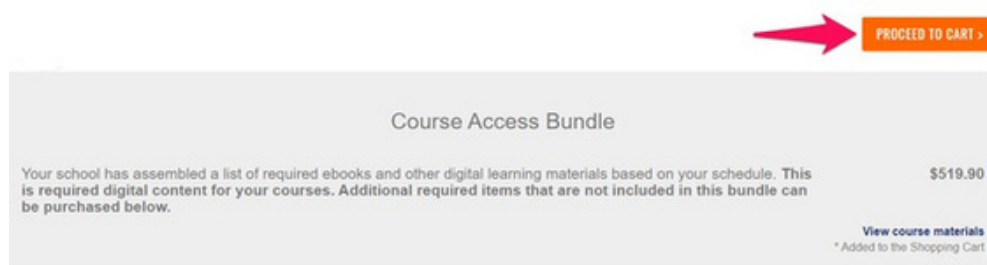 PROCEED TO CART >
Course Access Bundle
Your school has assembled a list of required ebooks and other digital learning materials based on your schedule. This
$519.90
is required digital content for your courses. Additional required items that are not included in this bundle can
be purchased below.
View course materials
* Added to the Shopping Cart